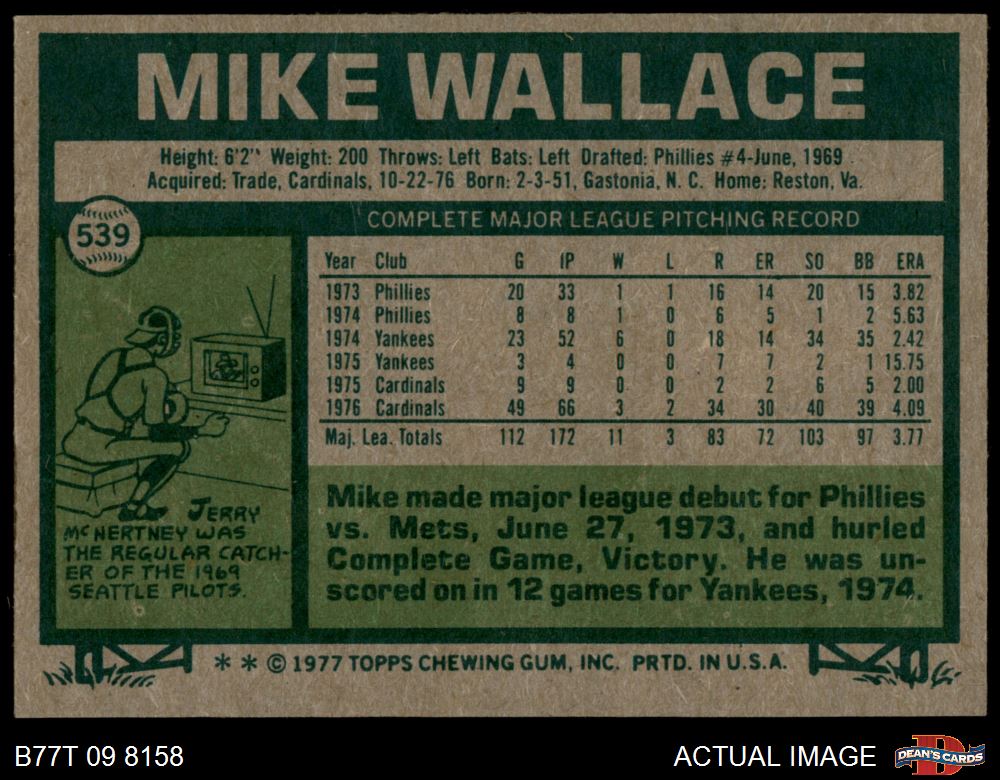 MIKE WALLACE
Height: 6'2" Weight: 200 Throws: Left Bats: Left Drafted: Phillies #4-June, 1969
Acquired: Trade, Cardinals, 10-22-76 Born: 2-3-51, Gastonia, N. C. Home: Reston, Va.
539
COMPLETE MAJOR LEAGUE PITCHING RECORD
Year Club G IP W L R ER SO BB ERA
1973 Phillies 20 33 1 1 16 14 20 15 3.82
1974 Phillies 8 8 1 0 6 5 1 2 5.63
1974 Yankees 23 52 6 0 18 14 34 35 2.42
1975 Yankees 3 4 0 0 7 7 2 1 15.75
1975 Cardinals 9 9 0 0 2 2 6 5 2.00
1976 Cardinals 49 66 3 2 34 30 40 39 4.09
Maj. Lea. Totals 112 172 11 3 83 72 103 97 3.77
JERRY
McNERTNEY WAS
THE REGULAR CATCH-
ER OF THE 1969
SEATTLE PILOTS.
Mike made major league debut for Phillies
vs. Mets, June 27, 1973, and hurled
Complete Game, Victory. He was un-
scored on in 12 games for Yankees, 1974.
* * © 1977 TOPPS CHEWING GUM, INC. PRTD. IN U.S.A.
B77T 09 8158
ACTUAL IMAGE
D
DEAN'S CARDS